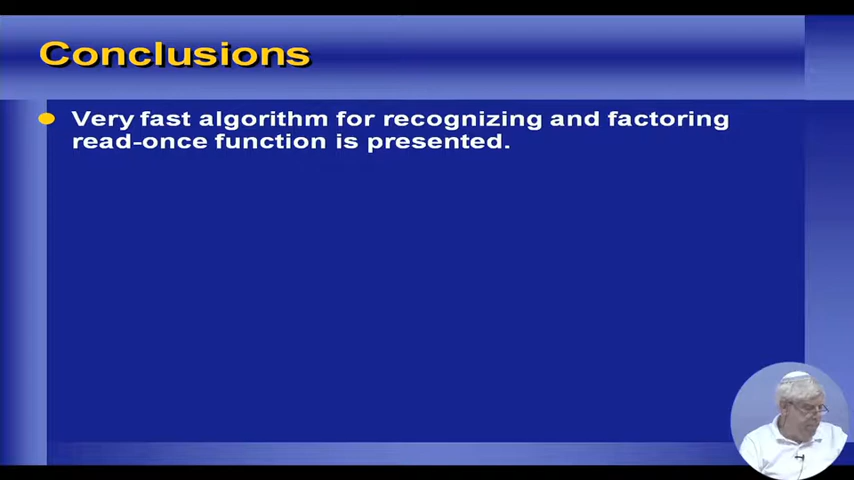 Conclusions
Very fast algorithm for recognizing and factoring
read-once function is presented.